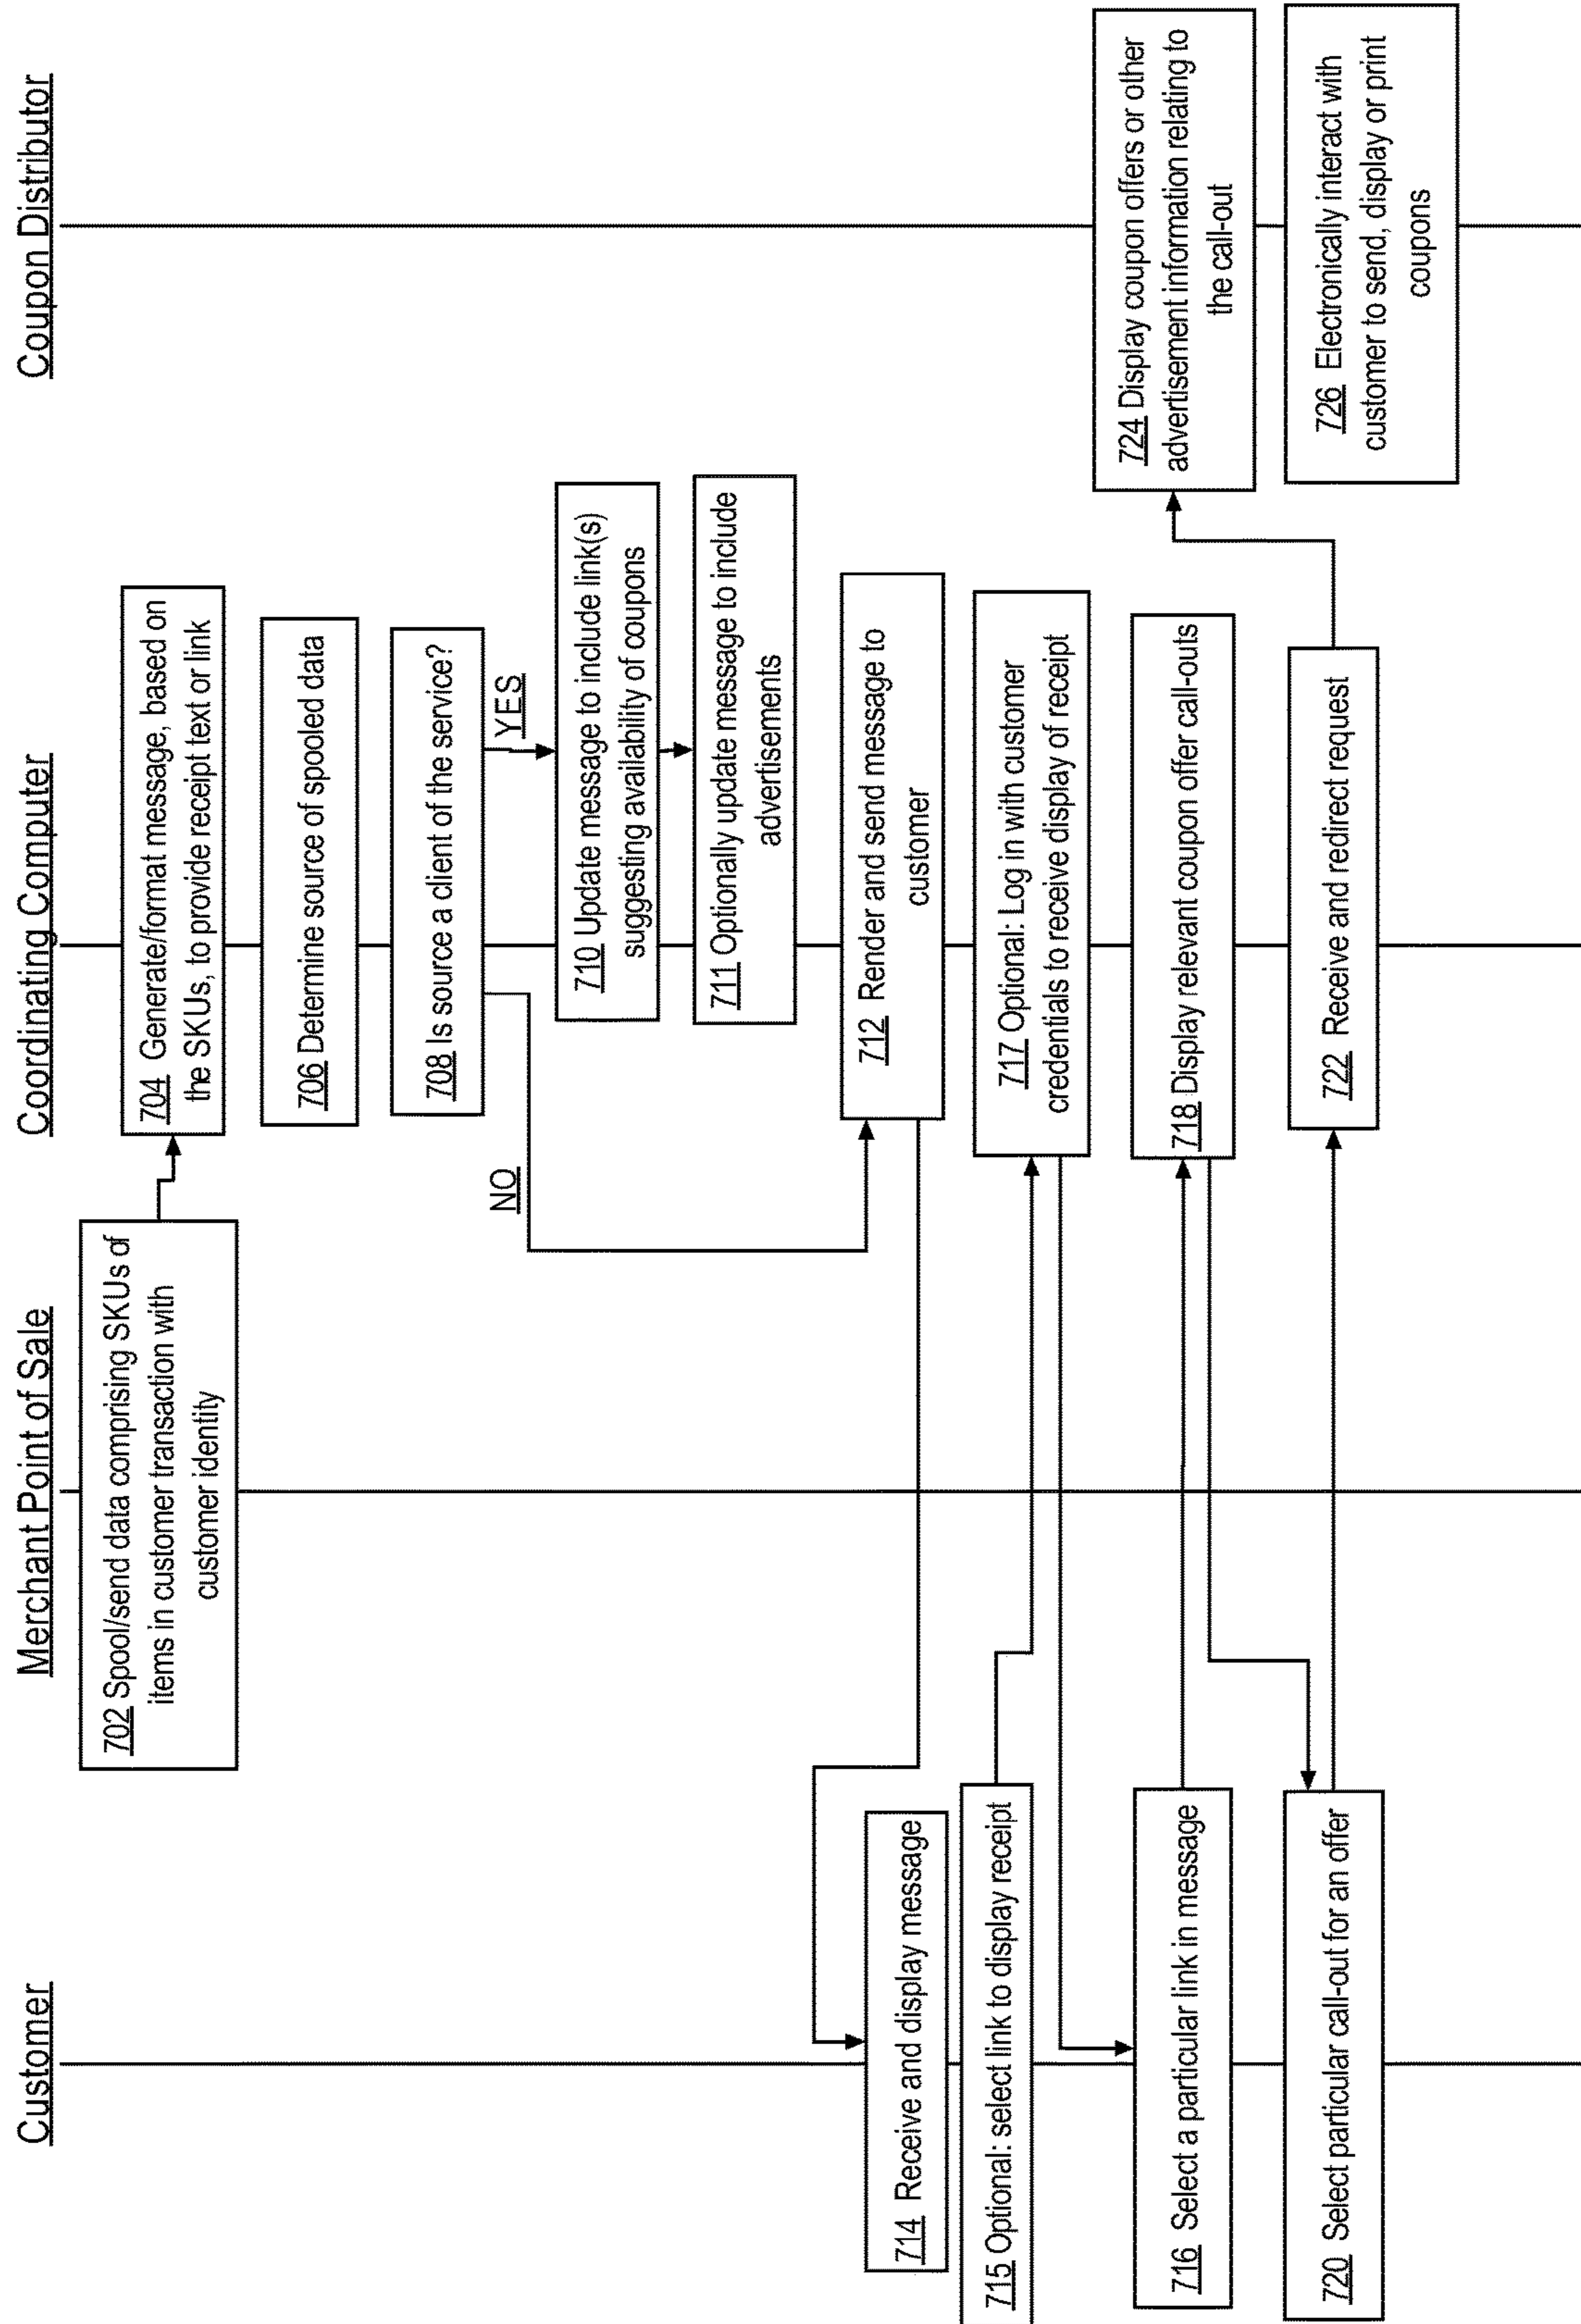 Customer
Merchant Point of Sale
Coordinating Computer
Coupon Distributor
702 Spool/send data comprising SKUs of
items in customer transaction with
customer identity
704 Generate/format message, based on
the SKUs, to provide receipt text or link
706 Determine source of spooled data
708 Is source a client of the service?
NO
YES
710 Update message to include link(s)
suggesting availability of coupons
711 Optionally update message to include
advertisements
712 Render and send message to
customer
714 Receive and display message
715 Optional: select link to display receipt
717 Optional: Log in with customer
credentials to receive display of receipt
716 Select a particular link in message
718 Display relevant coupon offer call-outs
720 Select particular call-out for an offer
722 Receive and redirect request
724 Display coupon offers or other
advertisement information relating to
the call-out
726 Electronically interact with
customer to send, display or print
coupons